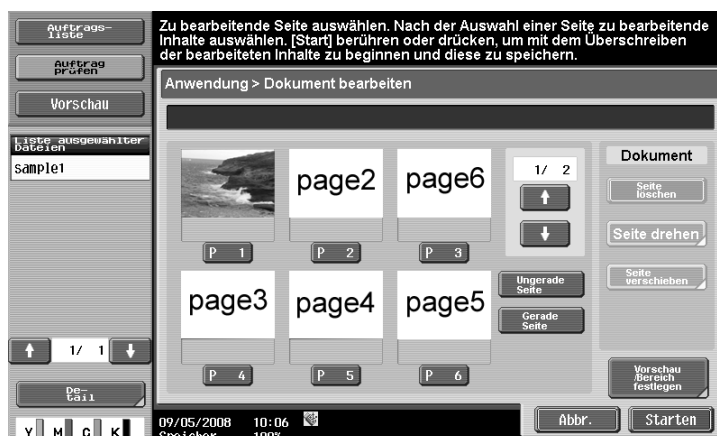 Auftrags-
liste
Auftrag
prüfen
Vorschau
Liste ausgewählter
Dateien
sample1
1/ 1
De-
tail
Y M C K
Zu bearbeitende Seite auswählen. Nach der Auswahl einer Seite zu bearbeitende
Inhalte auswählen. [Start] berühren oder drücken, um mit dem Überschreiben
der bearbeiteten Inhalte zu beginnen und diese zu speichern.
Anwendung > Dokument bearbeiten
page2
page6
P 1
P 2
P 3
page3
page4
page5
P 4
P 5
P 6
1/ 2
Ungerade
Seite
Gerade
Seite
Dokument
Seite
löschen
Seite drehen
Seite
verschieben
Vorschau
/Bereich
festlegen
09/05/2008 10:06
Speicher 100%
Abbr.
Starten